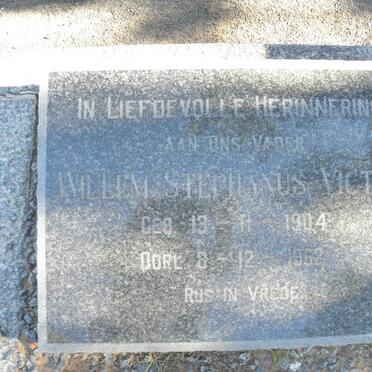 IN LIEFDEVOLLE HERINNERIN
AAN ONS VADER
WILLEM STEPHANUS VICT
GEB. 13 - 11 - 1904
OORL. 8 - 12 - 1962
RUS IN VREDE